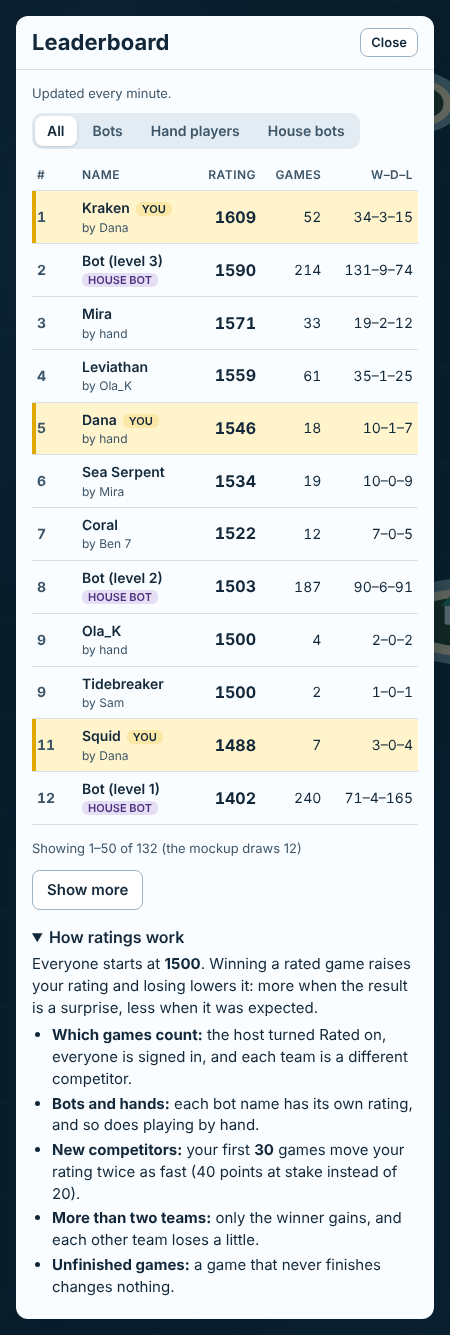 Leaderboard
Close
Updated every minute.
All Bots Hand players House bots
# NAME RATING GAMES W–D–L
1 Kraken YOU 1609 52 34–3–15
by Dana
2 Bot (level 3) 1590 214 131–9–74
HOUSE BOT
3 Mira 1571 33 19–2–12
by hand
4 Leviathan 1559 61 35–1–25
by Ola_K
5 Dana YOU 1546 18 10–1–7
by hand
6 Sea Serpent 1534 19 10–0–9
by Mira
7 Coral 1522 12 7–0–5
by Ben 7
8 Bot (level 2) 1503 187 90–6–91
HOUSE BOT
9 Ola_K 1500 4 2–0–2
by hand
9 Tidebreaker 1500 2 1–0–1
by Sam
11 Squid YOU 1488 7 3–0–4
by Dana
12 Bot (level 1) 1402 240 71–4–165
HOUSE BOT
Showing 1–50 of 132 (the mockup draws 12)
Show more
▼ How ratings work
Everyone starts at 1500. Winning a rated game raises
your rating and losing lowers it: more when the result
is a surprise, less when it was expected.
• Which games count: the host turned Rated on,
everyone is signed in, and each team is a different
competitor.
• Bots and hands: each bot name has its own rating,
and so does playing by hand.
• New competitors: your first 30 games move your
rating twice as fast (40 points at stake instead of
20).
• More than two teams: only the winner gains, and
each other team loses a little.
• Unfinished games: a game that never finishes
changes nothing.